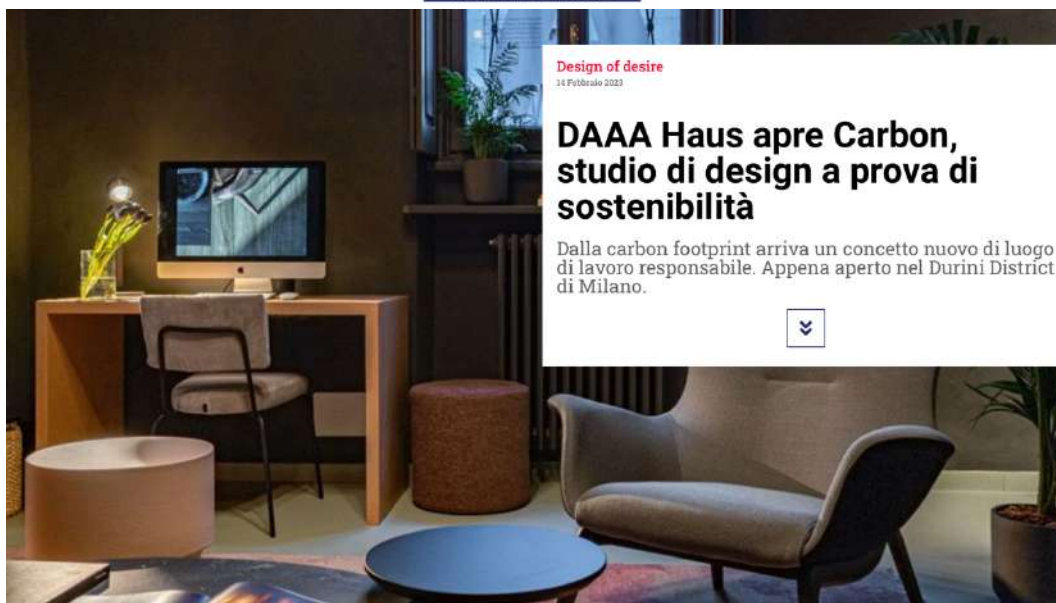 Design of desire
14 Febbraio 2023
DAAA Haus apre Carbon,
studio di design a prova di
sostenibilità
Dalla carbon footprint arriva un concetto nuovo di luogo
di lavoro responsabile. Appena aperto nel Durini District
di Milano.